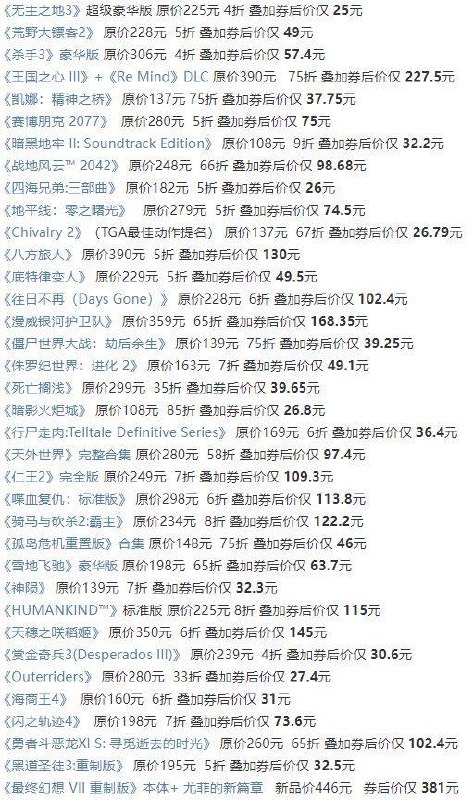 《无主之地3》超级豪华版 原价225元 4折 叠加券后价仅 25元
《荒野大镖客2》 原价228元 5折 叠加券后价仅 49元
《杀手3》豪华版 原价306元 4折 叠加券后价仅 57.4元
《王国之心 III》+《Re Mind》DLC 原价390元 75折 叠加券后价仅 227.5元
《凯娜：精神之桥》 原价137元 75折 叠加券后价仅 37.75元
《赛博朋克 2077》 原价280元 5折 叠加券后价仅 75元
《暗黑地牢 II: Soundtrack Edition》 原价108元 9折 叠加券后价仅 32.2元
《战地风云™ 2042》 原价248元 66折 叠加券后价仅 98.68元
《四海兄弟:三部曲》 原价182元 5折 叠加券后价仅 26元
《地平线：零之曙光》 原价279元 5折 叠加券后价仅 74.5元
《Chivalry 2》（TGA最佳动作提名） 原价137元 67折 叠加券后价仅 26.79元
《八方旅人》 原价390元 5折 叠加券后价仅 130元
《底特律变人》 原价229元 5折 叠加券后价仅 49.5元
《往日不再（Days Gone）》 原价228元 6折 叠加券后价仅 102.4元
《漫威银河护卫队》 原价359元 65折 叠加券后价仅 168.35元
《僵尸世界大战：劫后余生》 原价139元 75折 叠加券后价仅 39.25元
《侏罗纪世界：进化 2》 原价163元 7折 叠加券后价仅 49.1元
《死亡搁浅》 原价299元 35折 叠加券后价仅 39.65元
《暗影火炬城》 原价108元 85折 叠加券后价仅 26.8元
《行尸走肉:Telltale Definitive Series》 原价169元 6折 叠加券后价仅 36.4元
《天外世界》完整合集 原价280元 58折 叠加券后价仅 97.4元
《仁王2》完全版 原价249元 7折 叠加券后价仅 109.3元
《喋血复仇：标准版》 原价298元 6折 叠加券后价仅 113.8元
《骑马与砍杀2:霸主》 原价234元 8折 叠加券后价仅 122.2元
《孤岛危机重置版》合集 原价148元 75折 叠加券后价仅 46元
《雪地飞驰》豪华版 原价198元 65折 叠加券后价仅 63.7元
《神陨》 原价139元 7折 叠加券后价仅 32.3元
《HUMANKIND™》标准版 原价225元 8折 叠加券后价仅 115元
《天穗之咲稻姬》 原价350元 6折 叠加券后价仅 145元
《赏金奇兵3(Desperados III)》 原价239元 4折 叠加券后价仅 30.6元
《Outerriders》 原价280元 33折 叠加券后价仅 27.4元
《海商王4》 原价160元 6折 叠加券后价仅 31元
《闪之轨迹4》 原价198元 7折 叠加券后价仅 73.6元
《勇者斗恶龙XI S: 寻觅逝去的时光》 原价260元 65折 叠加券后价仅 102.4元
《黑道圣徒3:重制版》 原价195元 5折 叠加券后价仅 32.5元
《最终幻想 VII 重制版》本体+ 尤菲的新篇章 新品价446元 券后价仅 381元